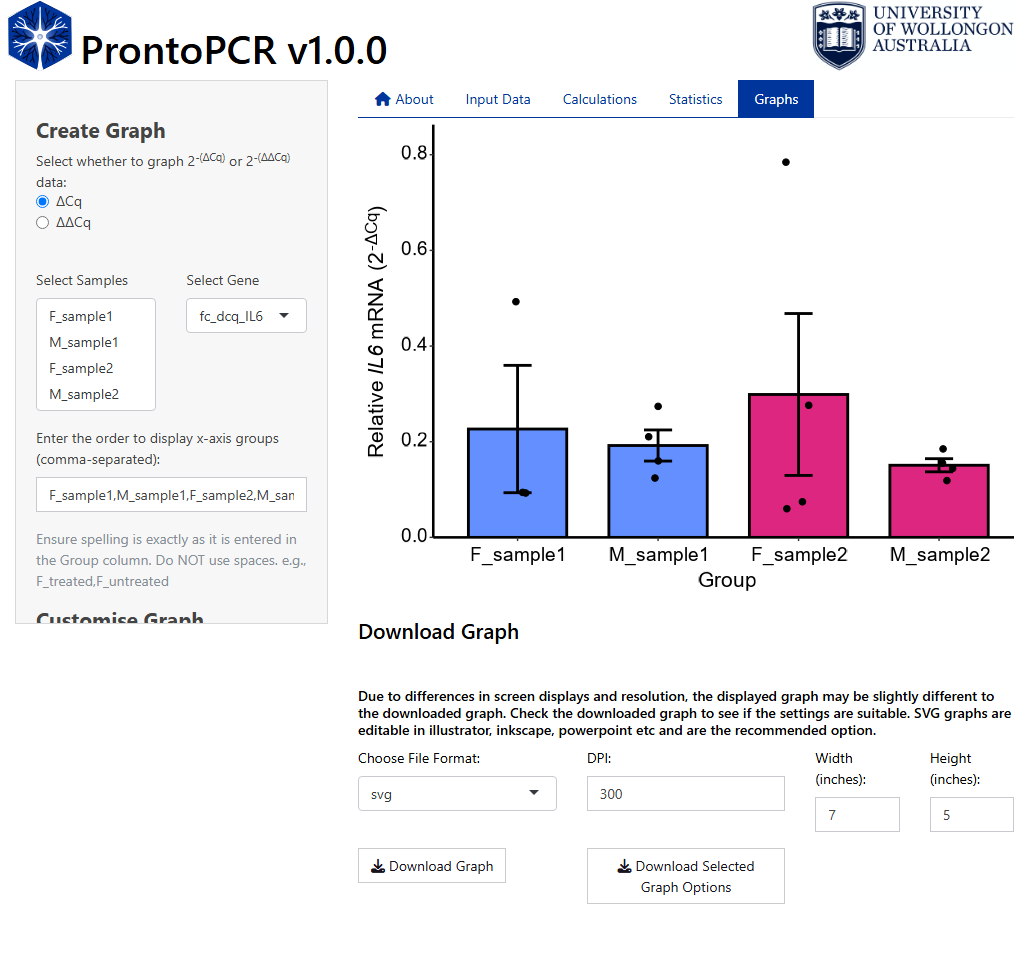 ProntoPCR v1.0.0
UNIVERSITY
OF WOLLONGONG
AUSTRALIA
About
Input Data
Calculations
Statistics
Graphs
Create Graph
Select whether to graph 2-(ΔCq) or 2-(ΔΔCq)
data:
ΔCq
ΔΔCq
Select Samples
Select Gene
F_sample1
M_sample1
F_sample2
M_sample2
fc_dcq_IL6
Enter the order to display x-axis groups
(comma-separated):
F_sample1,M_sample1,F_sample2,M_sam
Ensure spelling is exactly as it is entered in
the Group column. Do NOT use spaces. e.g.,
F_treated,F_untreated
Customise Graph
Relative IL6 mRNA (2-ΔCq)
0.8
0.6
0.4
0.2
0.0
F_sample1
M_sample1
F_sample2
M_sample2
Group
Download Graph
Due to differences in screen displays and resolution, the displayed graph may be slightly different to
the downloaded graph. Check the downloaded graph to see if the settings are suitable. SVG graphs are
editable in illustrator, inkscape, powerpoint etc and are the recommended option.
Choose File Format:
DPI:
Width
(inches):
Height
(inches):
svg
300
7
5
Download Graph
Download Selected
Graph Options